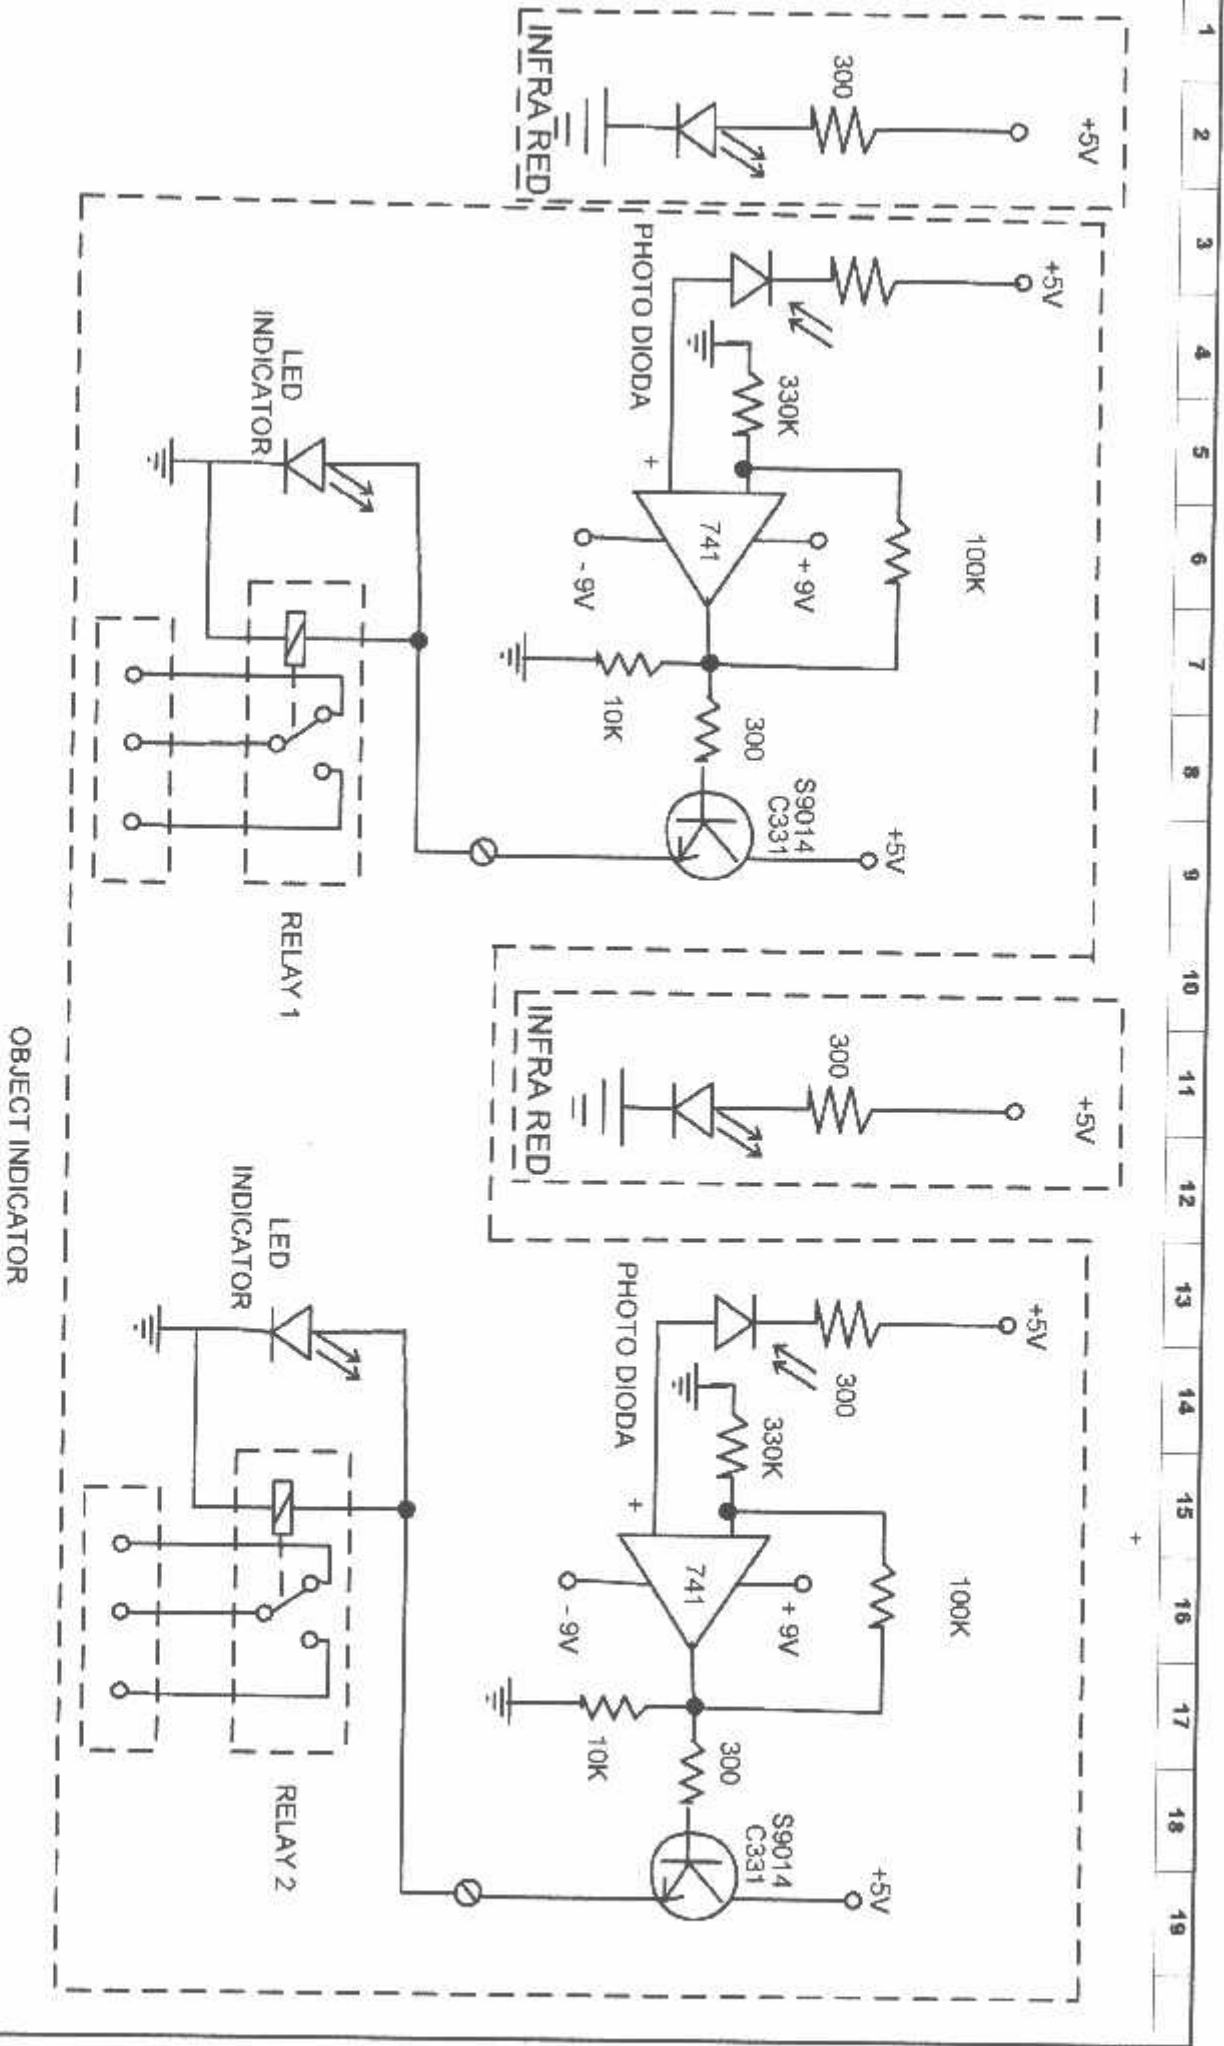 1 2 3 4 5 6 7 8 9 10 11 12 13 14 15 16 17 18 19
+5V
300
INFRA RED
+5V
PHOTO DIODA
330K
100K
+
741
+ 9V
- 9V
10K
300
S9014
C331
+5V
LED
INDICATOR
RELAY 1
+5V
300
INFRA RED
+5V
300
PHOTO DIODA
330K
100K
+
+
741
+ 9V
- 9V
10K
300
S9014
C331
+5V
LED
INDICATOR
RELAY 2
OBJECT INDICATOR